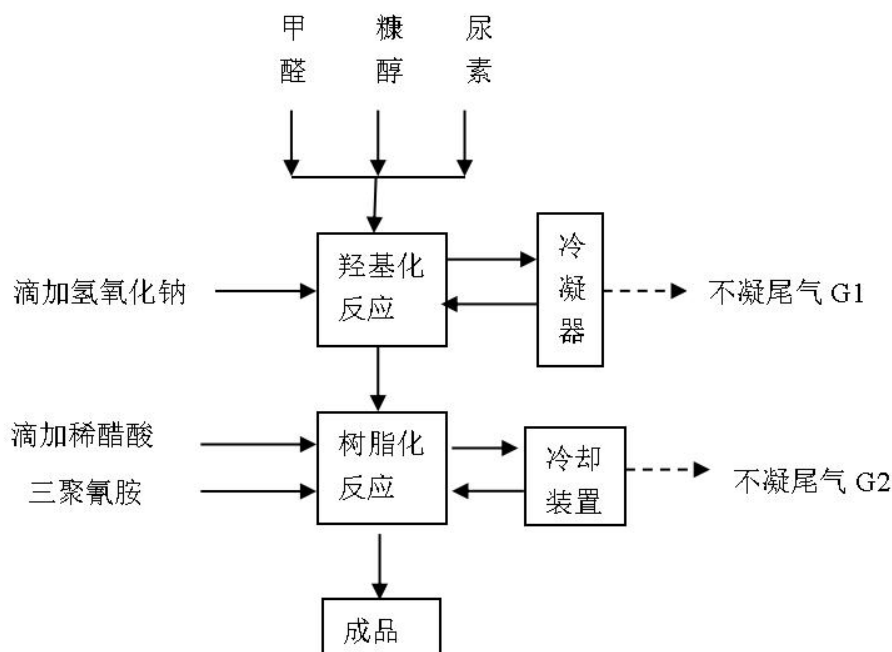 甲醛
糠醇
尿素
羟基化
反应
冷凝器
滴加氢氧化钠
不凝尾气 G1
滴加稀醋酸
三聚氰胺
树脂化
反应
冷却
装置
不凝尾气 G2
成品